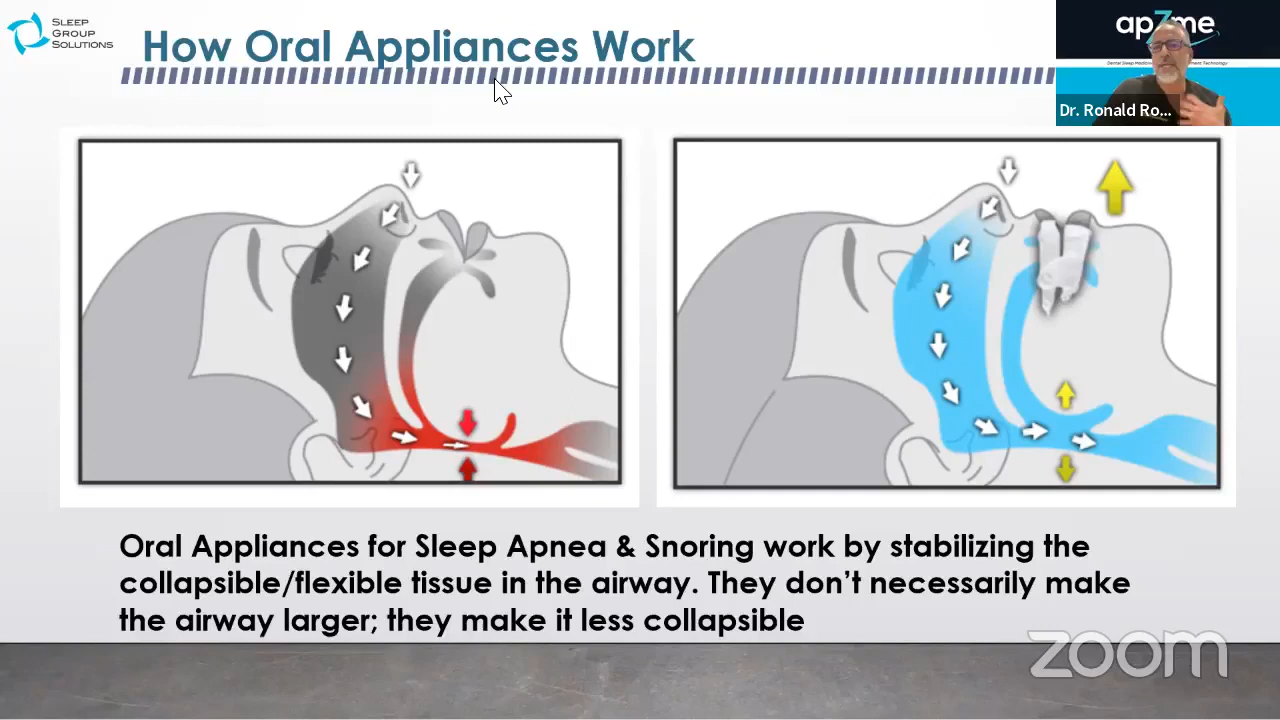 SLEEP
GROUP
SOLUTIONS
How Oral Appliances Work
apZme
Dr. Ronald Ro...
Oral Appliances for Sleep Apnea & Snoring work by stabilizing the
collapsible/flexible tissue in the airway. They don’t necessarily make
the airway larger; they make it less collapsible
zoom